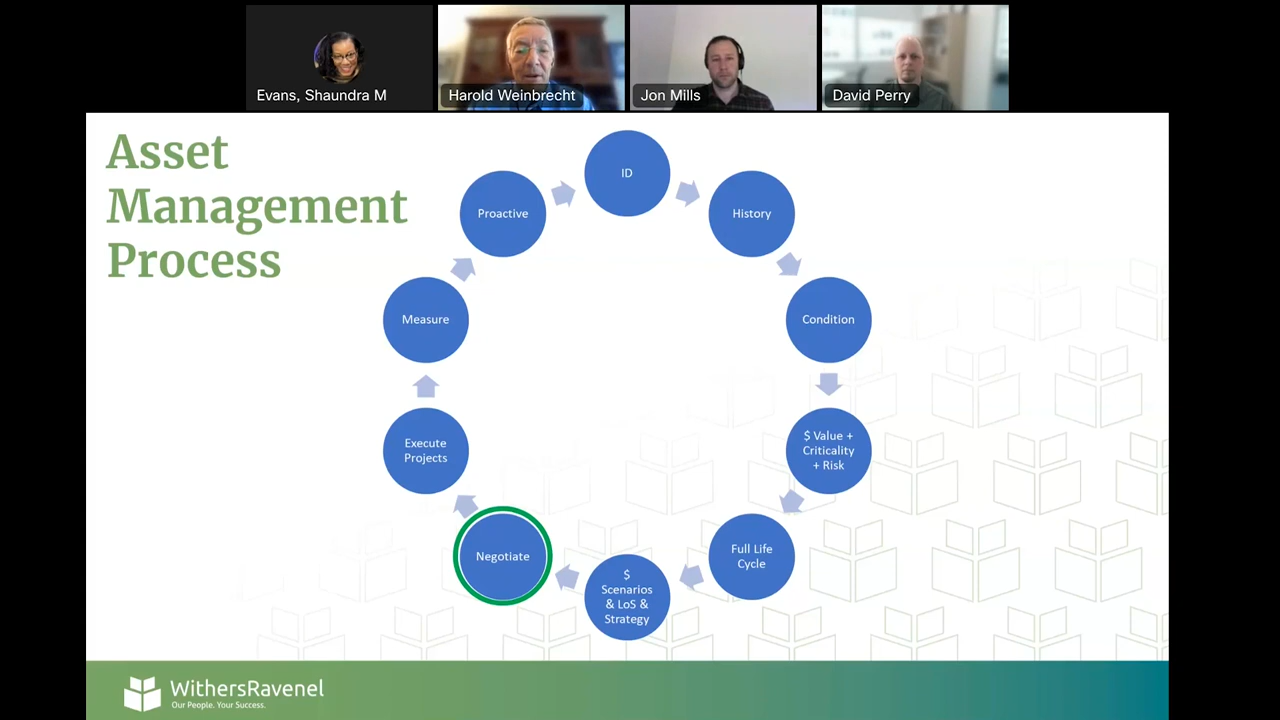 Evans, Shaundra M
Harold Weinbrecht
Jon Mills
David Perry
Asset
Management
Process
ID
History
Condition
$ Value +
Criticality
+ Risk
Full Life
Cycle
$
Scenarios
& LoS &
Strategy
Negotiate
Execute
Projects
Measure
Proactive
WithersRavenel
Our People. Your Success.